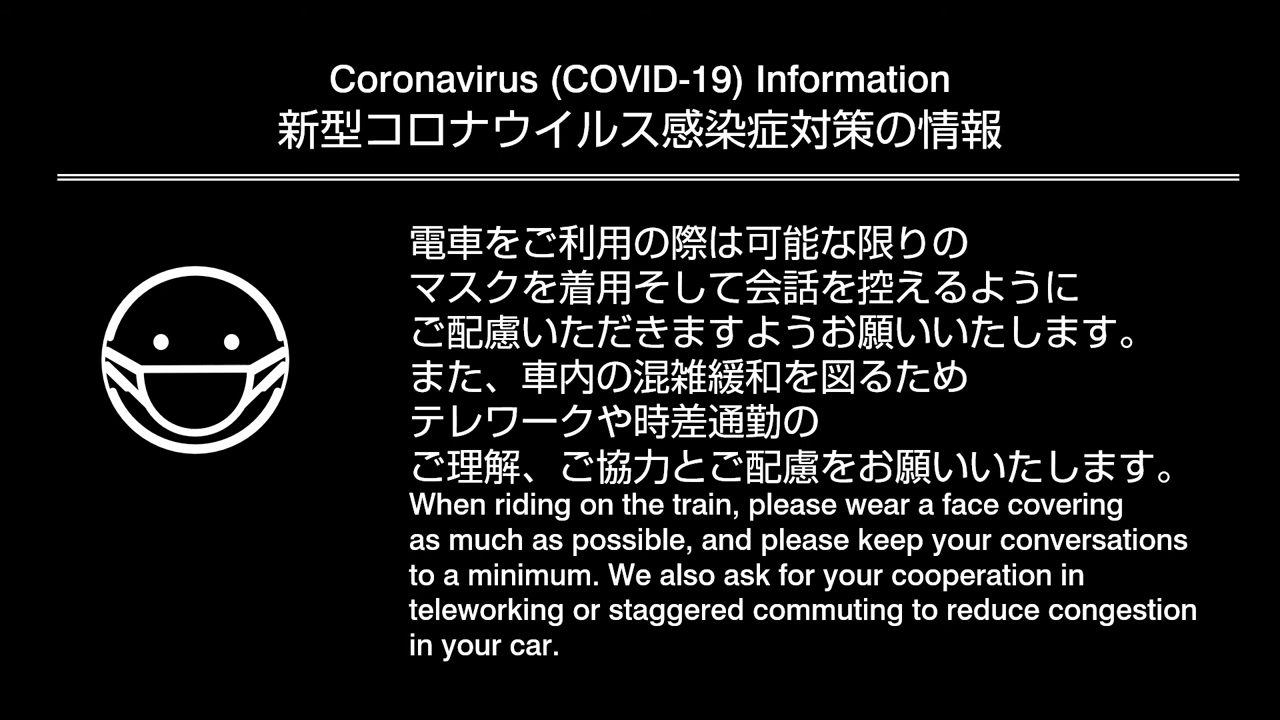 Coronavirus (COVID-19) Information
新型コロナウイルス感染症対策の情報
電車をご利用の際は可能な限りの
マスクを着用そして会話を控えるように
ご配慮いただきますようお願いいたします。
また、車内の混雑緩和を図るため
テレワークや時差通勤の
ご理解、ご協力とご配慮をお願いいたします。
When riding on the train, please wear a face covering
as much as possible, and please keep your conversations
to a minimum. We also ask for your cooperation in
teleworking or staggered commuting to reduce congestion
in your car.